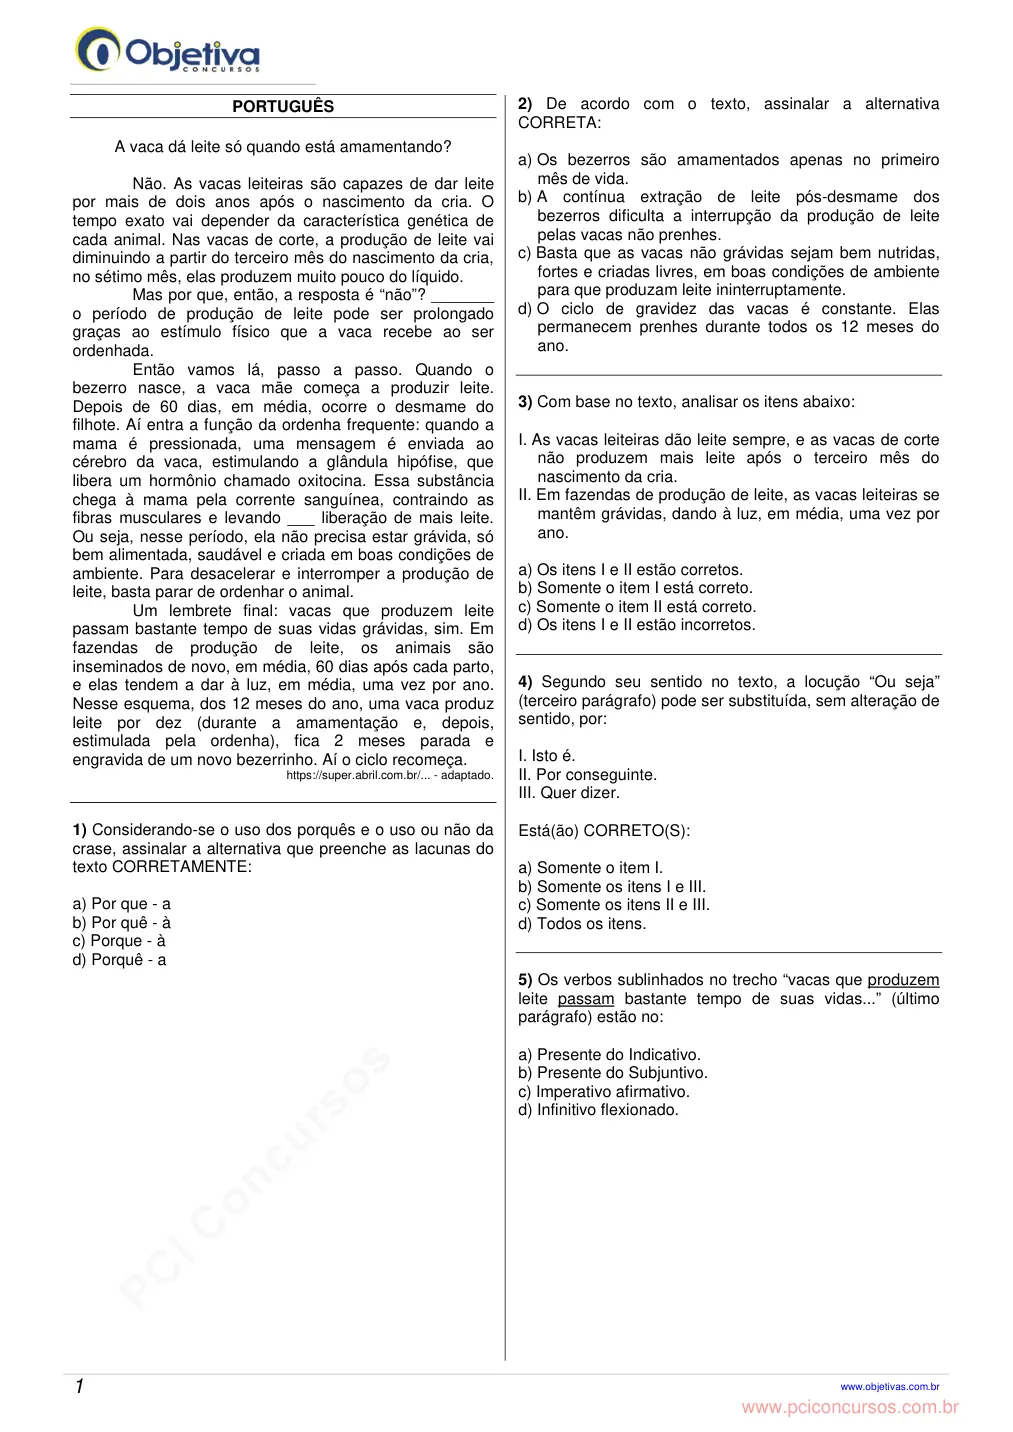 Objetiva
CONCURSOS
PORTUGUÊS
A vaca dá leite só quando está amamentando?
Não. As vacas leiteiras são capazes de dar leite
por mais de dois anos após o nascimento da cria. O
tempo exato vai depender da característica genética de
cada animal. Nas vacas de corte, a produção de leite vai
diminuindo a partir do terceiro mês do nascimento da cria,
no sétimo mês, elas produzem muito pouco do líquido.
Mas por que, então, a resposta é “não”? _______
o período de produção de leite pode ser prolongado
graças ao estímulo físico que a vaca recebe ao ser
ordenhada.
Então vamos lá, passo a passo. Quando o
bezerro nasce, a vaca mãe começa a produzir leite.
Depois de 60 dias, em média, ocorre o desmame do
filhote. Aí entra a função da ordenha frequente: quando a
mama é pressionada, uma mensagem é enviada ao
cérebro da vaca, estimulando a glândula hipófise, que
libera um hormônio chamado oxitocina. Essa substância
chega à mama pela corrente sanguínea, contraindo as
fibras musculares e levando ___ liberação de mais leite.
Ou seja, nesse período, ela não precisa estar grávida, só
bem alimentada, saudável e criada em boas condições de
ambiente. Para desacelerar e interromper a produção de
leite, basta parar de ordenhar o animal.
Um lembrete final: vacas que produzem leite
passam bastante tempo de suas vidas grávidas, sim. Em
fazendas de produção de leite, os animais são
inseminados de novo, em média, 60 dias após cada parto,
e elas tendem a dar à luz, em média, uma vez por ano.
Nesse esquema, dos 12 meses do ano, uma vaca produz
leite por dez (durante a amamentação e, depois,
estimulada pela ordenha), fica 2 meses parada e
engravida de um novo bezerrinho. Aí o ciclo recomeça.
https://super.abril.com.br/... - adaptado.
1) Considerando-se o uso dos porquês e o uso ou não da
crase, assinalar a alternativa que preenche as lacunas do
texto CORRETAMENTE:
a) Por que - a
b) Por quê - à
c) Porque - à
d) Porquê - a
2) De acordo com o texto, assinalar a alternativa
CORRETA:
a) Os bezerros são amamentados apenas no primeiro
mês de vida.
b) A contínua extração de leite pós-desmame dos
bezerros dificulta a interrupção da produção de leite
pelas vacas não prenhes.
c) Basta que as vacas não grávidas sejam bem nutridas,
fortes e criadas livres, em boas condições de ambiente
para que produzam leite ininterruptamente.
d) O ciclo de gravidez das vacas é constante. Elas
permanecem prenhes durante todos os 12 meses do
ano.
3) Com base no texto, analisar os itens abaixo:
I. As vacas leiteiras dão leite sempre, e as vacas de corte
não produzem mais leite após o terceiro mês do
nascimento da cria.
II. Em fazendas de produção de leite, as vacas leiteiras se
mantêm grávidas, dando à luz, em média, uma vez por
ano.
a) Os itens I e II estão corretos.
b) Somente o item I está correto.
c) Somente o item II está correto.
d) Os itens I e II estão incorretos.
4) Segundo seu sentido no texto, a locução “Ou seja”
(terceiro parágrafo) pode ser substituída, sem alteração de
sentido, por:
I. Isto é.
II. Por conseguinte.
III. Quer dizer.
Está(ão) CORRETO(S):
a) Somente o item I.
b) Somente os itens I e III.
c) Somente os itens II e III.
d) Todos os itens.
5) Os verbos sublinhados no trecho “vacas que produzem
leite passam bastante tempo de suas vidas...” (último
parágrafo) estão no:
a) Presente do Indicativo.
b) Presente do Subjuntivo.
c) Imperativo afirmativo.
d) Infinitivo flexionado.
PCI Concursos
1
www.objetivas.com.br
www.pciconcursos.com.br